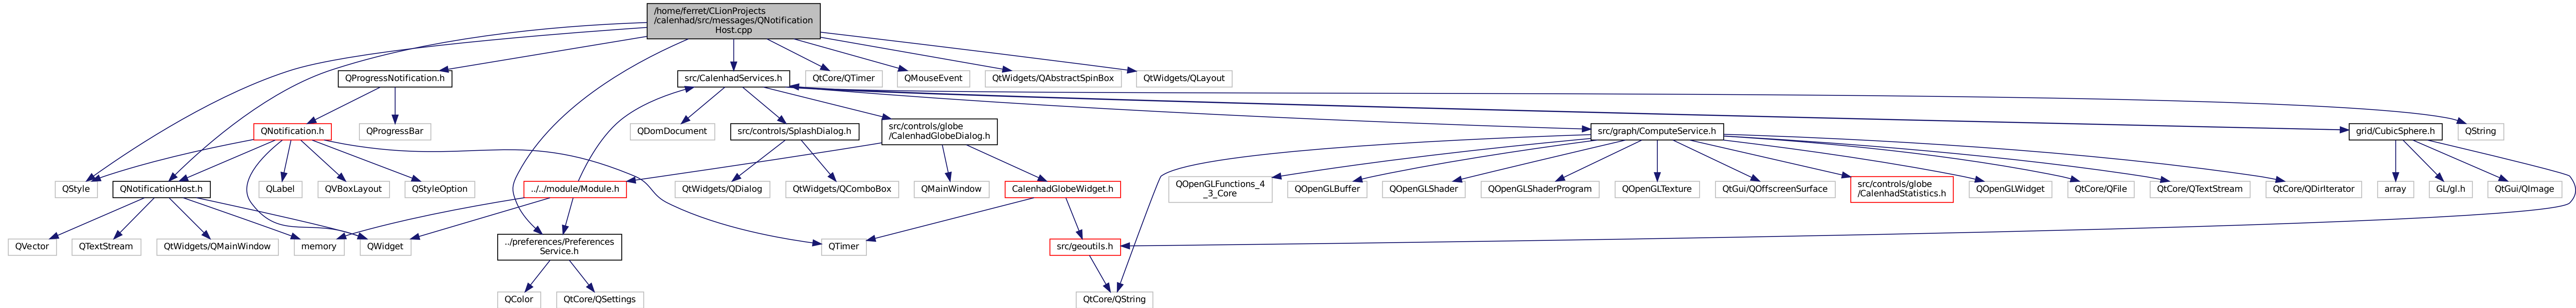 /home/ferret/CLionProjects
/calenhad/src/messages/QNotification
Host.cpp
QProgressNotification.h
src/CalenhadServices.h
QtCore/QTimer
QMouseEvent
QtWidgets/QAbstractSpinBox
QtWidgets/QLayout
QNotification.h
QProgressBar
QDomDocument
src/controls/SplashDialog.h
src/controls/globe
/CalenhadGlobeDialog.h
src/graph/ComputeService.h
grid/CubicSphere.h
QString
QStyle
QNotificationHost.h
QLabel
QVBoxLayout
QStyleOption
../../module/Module.h
QtWidgets/QDialog
QtWidgets/QComboBox
QMainWindow
CalenhadGlobeWidget.h
QOpenGLFunctions_4
_3_Core
QOpenGLBuffer
QOpenGLShader
QOpenGLShaderProgram
QOpenGLTexture
QtGui/QOffscreenSurface
src/controls/globe
/CalenhadStatistics.h
QOpenGLWidget
QtCore/QFile
QtCore/QTextStream
QtCore/QDirIterator
array
GL/gl.h
QtGui/QImage
QVector
QTextStream
QtWidgets/QMainWindow
memory
QWidget
../preferences/Preferences
Service.h
QTimer
src/geoutils.h
QColor
QtCore/QSettings
QtCore/QString